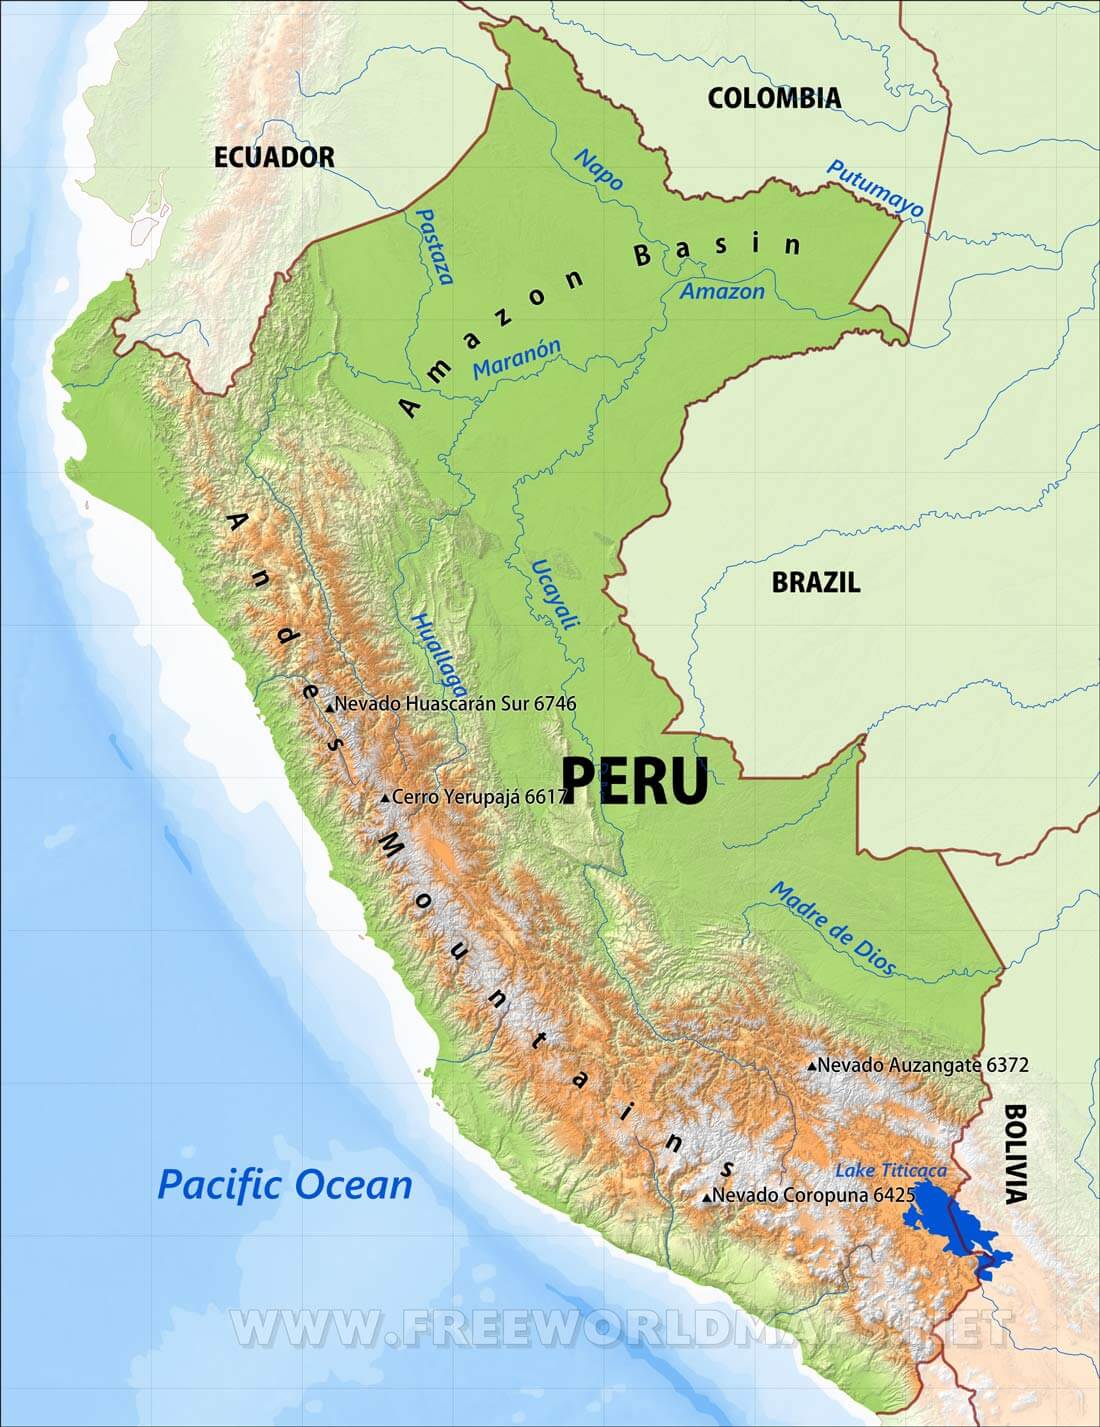 COLOMBIA
ECUADOR
Napo
Putumayo
Pastaza
Amazon Basin
Amazon
Maranón
Andes Mountains
Ucayali
BRAZIL
Huallaga
Nevado Huascarán Sur 6746
PERU
Cerro Yerupajá 6617
Madre de Dios
Nevado Auzangate 6372
BOLIVIA
Lake Titicaca
Pacific Ocean
Nevado Coropuna 6425
WWW.FREEWORLDMAPS.NET